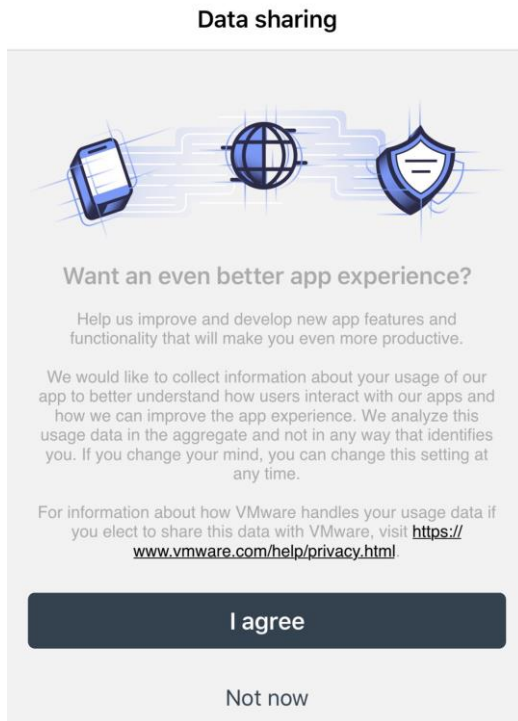 Data sharing
Want an even better app experience?
Help us improve and develop new app features and
functionality that will make you even more productive.
We would like to collect information about your usage of our
app to better understand how users interact with our apps and
how we can improve the app experience. We analyze this
usage data in the aggregate and not in any way that identifies
you. If you change your mind, you can change this setting at
any time.
For information about how VMware handles your usage data if
you elect to share this data with VMware, visit https://
www.vmware.com/help/privacy.html.
I agree
Not now